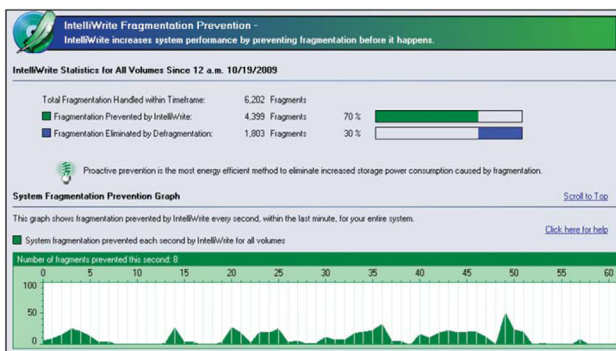 IntelliWrite Fragmentation Prevention -
IntelliWrite increases system performance by preventing fragmentation before it happens.
IntelliWrite Statistics for All Volumes Since 12 a.m. 10/19/2009
Total Fragmentation Handled within Timeframe: 6,202 Fragments
Fragmentation Prevented by IntelliWrite: 4,399 Fragments 70 %
Fragmentation Eliminated by Defragmentation: 1,803 Fragments 30 %
Proactive prevention is the most energy efficient method to eliminate increased storage power consumption caused by fragmentation.
System Fragmentation Prevention Graph Scroll to Top
This graph shows fragmentation prevented by IntelliWrite every second, within the last minute, for your entire system.
Click here for help
System fragmentation prevented each second by IntelliWrite for all volumes
Number of fragments prevented this second: 8
0 5 10 15 20 25 30 35 40 45 50 55 60
100
50
0